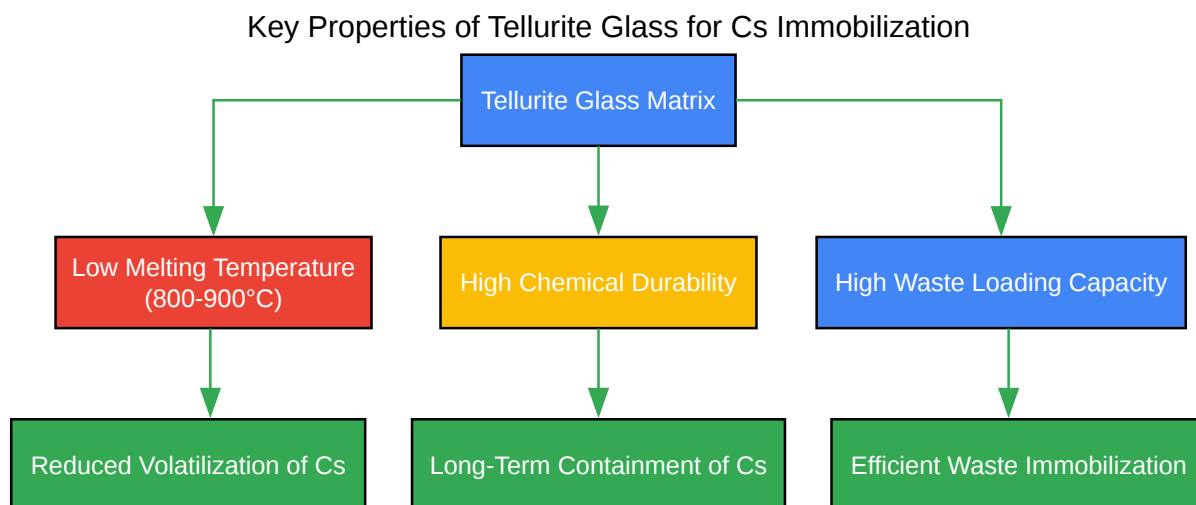 Key Properties of Tellurite Glass for Cs Immobilization
Tellurite Glass Matrix
Low Melting Temperature
(800-900°C)
High Chemical Durability
High Waste Loading Capacity
Reduced Volatilization of Cs
Long-Term Containment of Cs
Efficient Waste Immobilization